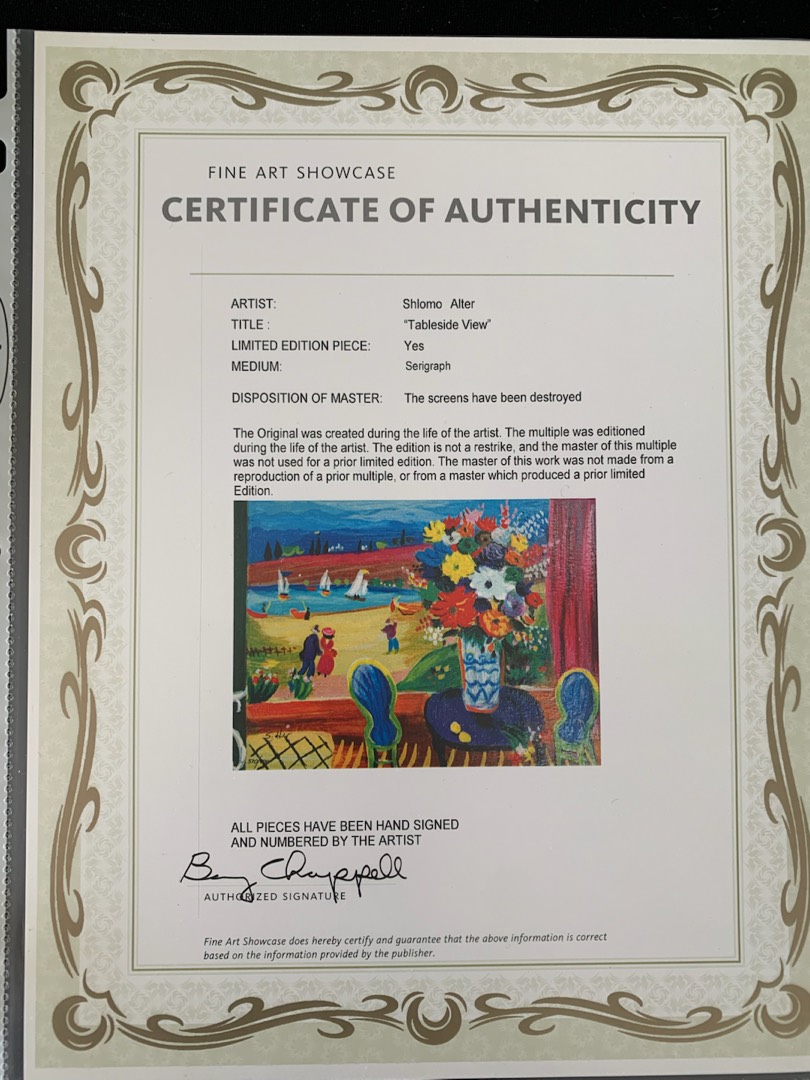 FINE ART SHOWCASE
CERTIFICATE OF AUTHENTICITY
ARTIST: Shlomo Alter
TITLE : "Tableside View"
LIMITED EDITION PIECE: Yes
MEDIUM: Serigraph
DISPOSITION OF MASTER: The screens have been destroyed
The Original was created during the life of the artist. The multiple was editioned
during the life of the artist. The edition is not a restrike, and the master of this multiple
was not used for a prior limited edition. The master of this work was not made from a
reproduction of a prior multiple, or from a master which produced a prior limited
Edition.
ALL PIECES HAVE BEEN HAND SIGNED
AND NUMBERED BY THE ARTIST
Chappell
AUTHORIZED SIGNATURE
Fine Art Showcase does hereby certify and guarantee that the above information is correct
based on the information provided by the publisher.